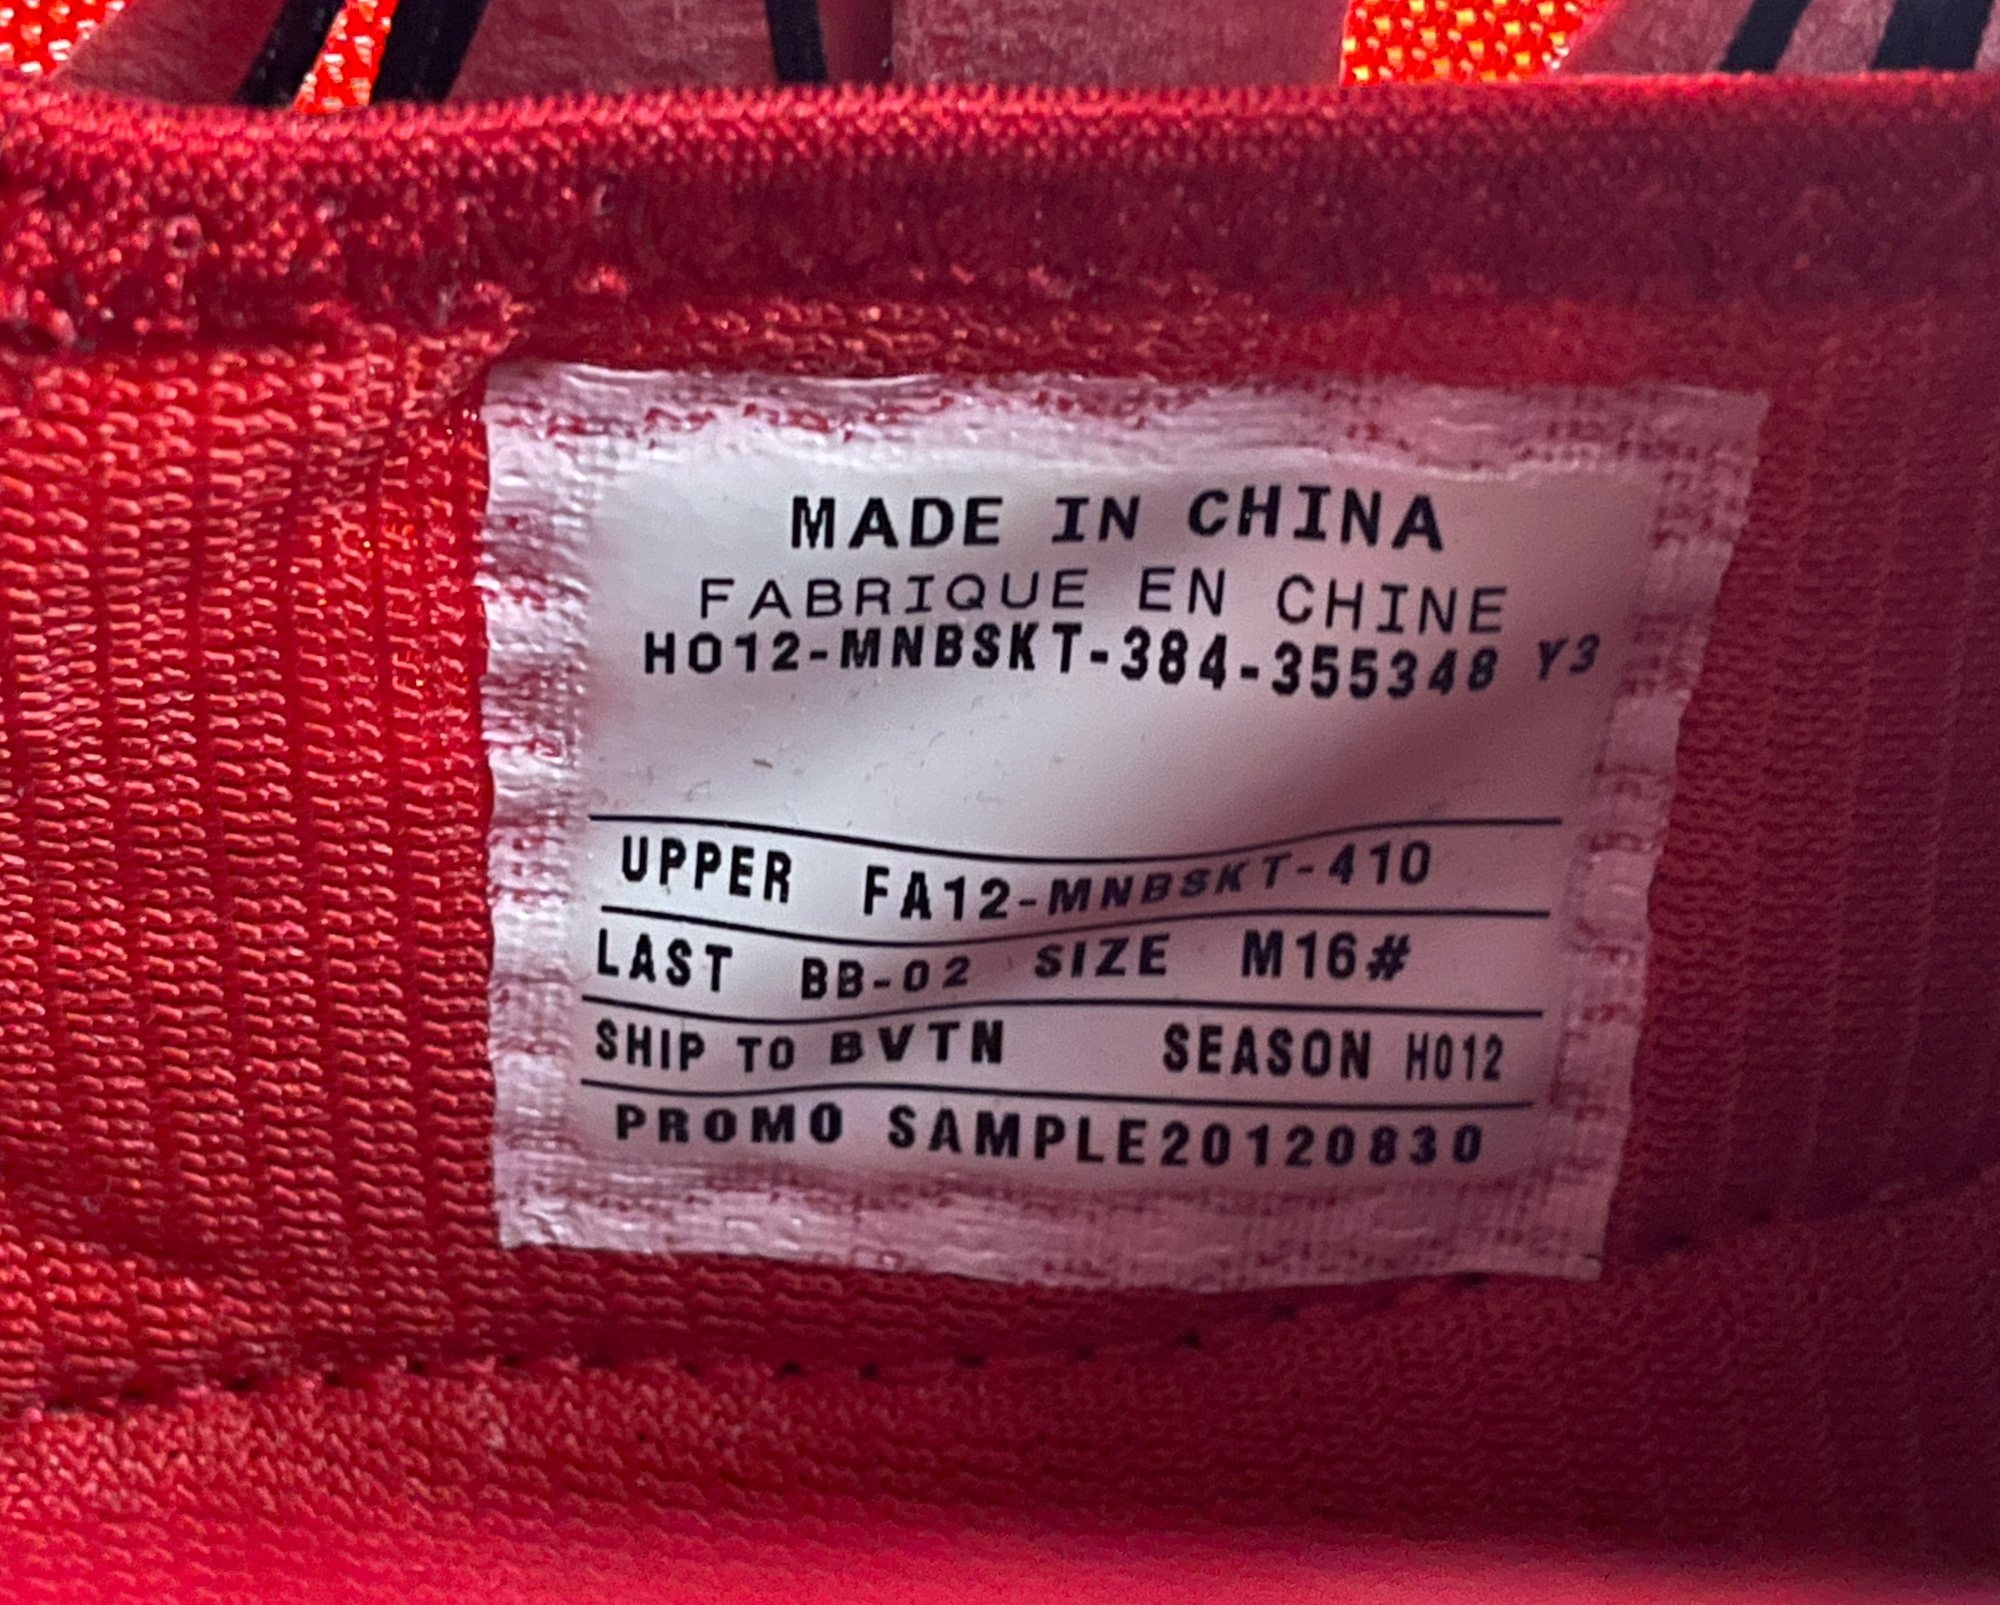 MADE IN CHINA
FABRIQUE EN CHINE
HO12-MNBSKT-384-355348 Y3
UPPER FA12-MNBSKT-410
LAST BB-02 SIZE M16#
SHIP TO BVTN SEASON HO12
PROMO SAMPLE20120830